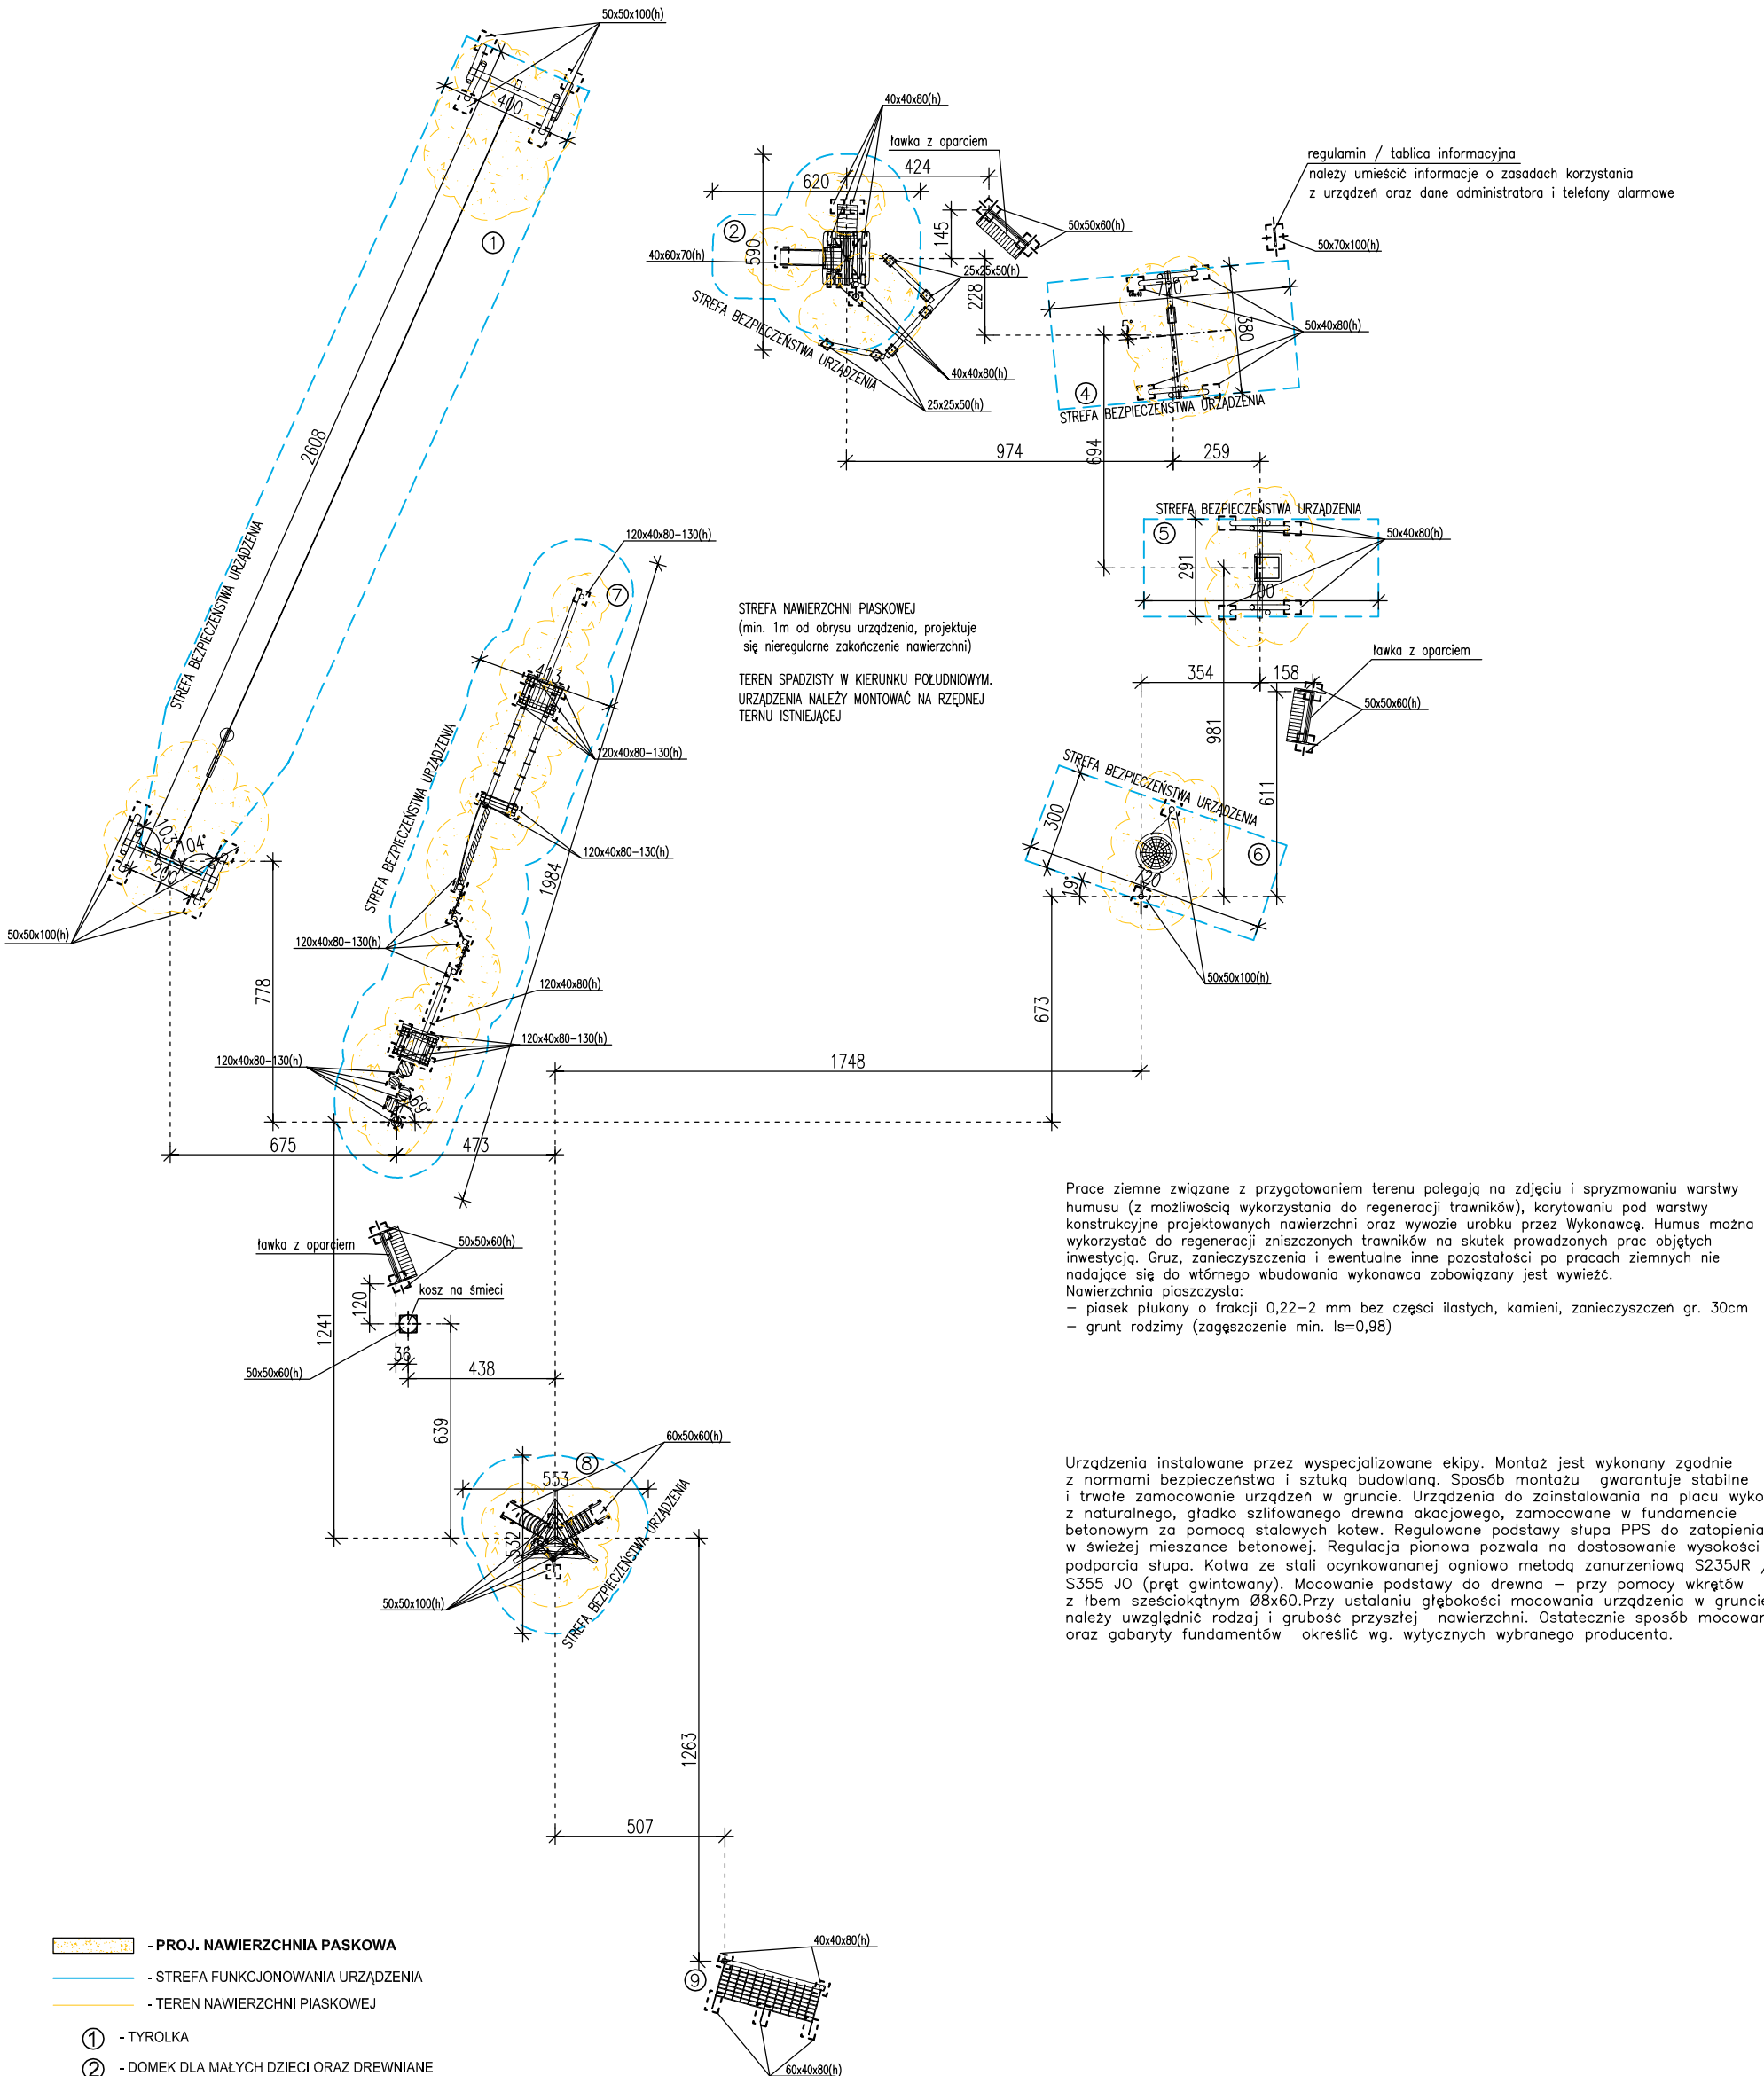 50x50x100(h)
400
1
40x40x80(h)
ławka z oparciem
424
620
regulamin / tablica informacyjna
należy umieścić informacje o zasadach korzystania
z urządzeń oraz dane administratora i telefony alarmowe
2
590
145
50x50x60(h)
50x70x100(h)
40x60x70(h)
25x25x50(h)
228
720
380
5°
50x40x80(h)
STREFA BEZPIECZEŃSTWA URZĄDZENIA
40x40x80(h)
25x25x50(h)
4
STREFA BEZPIECZEŃSTWA URZĄDZENIA
2608
974
694
259
STREFA BEZPIECZEŃSTWA URZĄDZENIA
5
291
700
50x40x80(h)
STREFA BEZPIECZEŃSTWA URZĄDZENIA
120x40x80-130(h)
7
STREFA NAWIERZCHNI PIASKOWEJ
(min. 1m od obrysu urządzenia, projektuje
się nieregularne zakończenie nawierzchni)
TEREN SPADZISTY W KIERUNKU POŁUDNIOWYM.
URZĄDZENIA NALEŻY MONTOWAĆ NA RZĘDNEJ
TERNU ISTNIEJĄCEJ
413
ławka z oparciem
354
158
50x50x60(h)
981
611
120x40x80-130(h)
STREFA BEZPIECZEŃSTWA URZĄDZENIA
STREFA BEZPIECZEŃSTWA URZĄDZENIA
300
6
720
19°
103°
104°
200
120x40x80-130(h)
1984
50x50x100(h)
120x40x80-130(h)
50x50x100(h)
778
120x40x80(h)
673
120x40x80-130(h)
120x40x80-130(h)
1748
69°
675
473
Prace ziemne związane z przygotowaniem terenu polegają na zdjęciu i spryzmowaniu warstwy
humusu (z możliwością wykorzystania do regeneracji trawników), korytowaniu pod warstwy
konstrukcyjne projektowanych nawierzchni oraz wywozie urobku przez Wykonawcę. Humus można
wykorzystać do regeneracji zniszczonych trawników na skutek prowadzonych prac objętych
inwestycją. Gruz, zanieczyszczenia i ewentualne inne pozostałości po pracach ziemnych nie
nadające się do wtórnego wbudowania wykonawca zobowiązany jest wywieźć.
Nawierzchnia piaszczysta:
– piasek płukany o frakcji 0,22–2 mm bez części ilastych, kamieni, zanieczyszczeń gr. 30cm
– grunt rodzimy (zagęszczenie min. Is=0,98)
ławka z oparciem
50x50x60(h)
120
kosz na śmieci
1241
36
50x50x60(h)
438
639
60x50x60(h)
8
553
532
STREFA BEZPIECZEŃSTWA URZĄDZENIA
50x50x100(h)
Urządzenia instalowane przez wyspecjalizowane ekipy. Montaż jest wykonany zgodnie
z normami bezpieczeństwa i sztuką budowlaną. Sposób montażu gwarantuje stabilne
i trwałe zamocowanie urządzeń w gruncie. Urządzenia do zainstalowania na placu wyko
z naturalnego, gładko szlifowanego drewna akacjowego, zamocowane w fundamencie
betonowym za pomocą stalowych kotew. Regulowane podstawy słupa PPS do zatopienia
w świeżej mieszance betonowej. Regulacja pionowa pozwala na dostosowanie wysokości
podparcia słupa. Kotwa ze stali ocynkowananej ogniowo metodą zanurzeniową S235JR /
S355 JO (pręt gwintowany). Mocowanie podstawy do drewna – przy pomocy wkrętów
z łbem sześciokątnym Ø8x60.Przy ustalaniu głębokości mocowania urządzenia w gruncie
należy uwzględnić rodzaj i grubość przyszłej nawierzchni. Ostatecznie sposób mocowan
oraz gabaryty fundamentów określić wg. wytycznych wybranego producenta.
1263
507
40x40x80(h)
9
60x40x80(h)
- PROJ. NAWIERZCHNIA PASKOWA
- STREFA FUNKCJONOWANIA URZĄDZENIA
- TEREN NAWIERZCHNI PIASKOWEJ
1 - TYROLKA
2 - DOMEK DLA MAŁYCH DZIECI ORAZ DREWNIANE